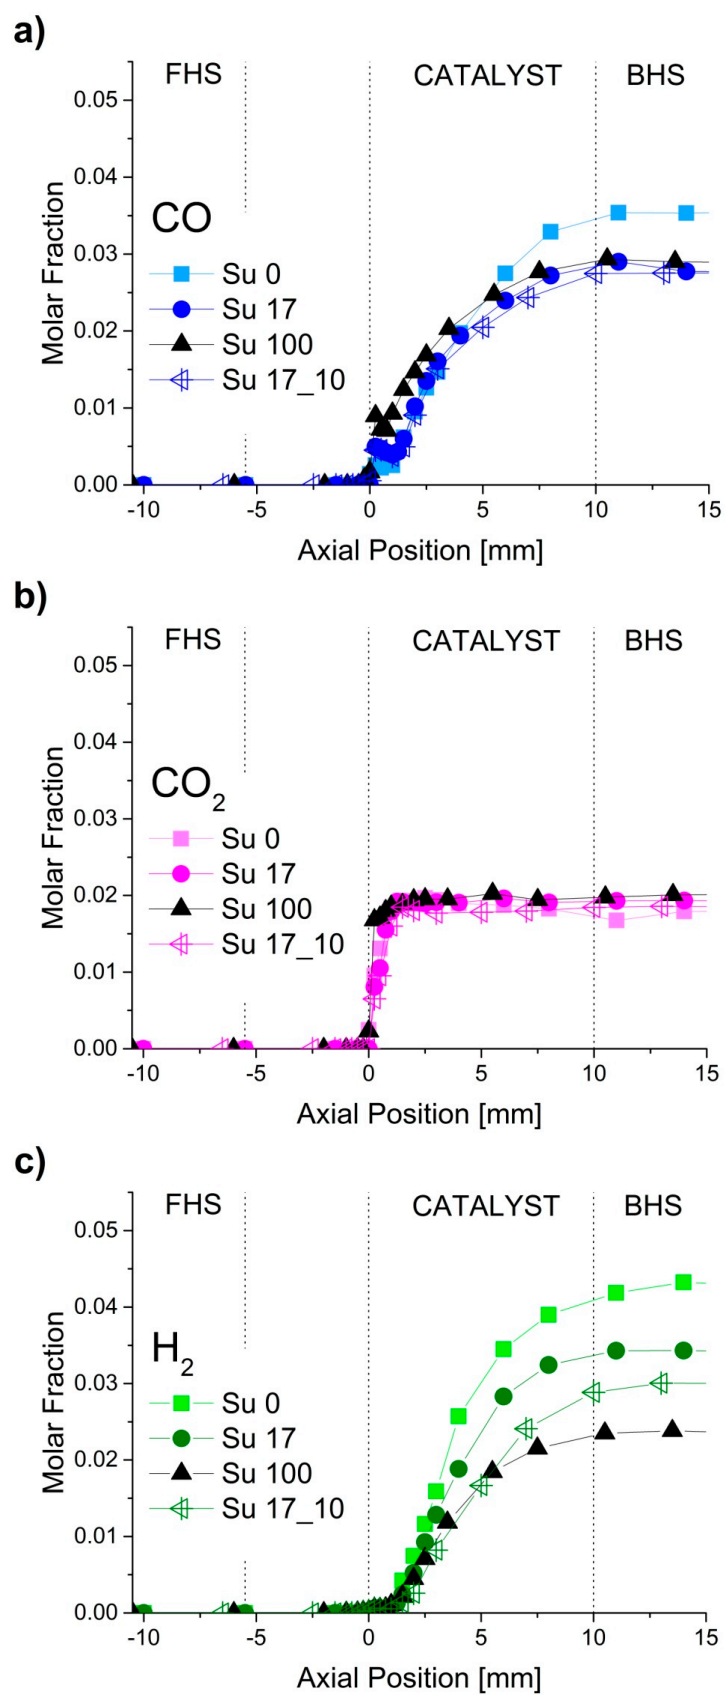 a)
FHS CATALYST BHS
0.05
0.04
0.03
0.02
0.01
0.00
Molar Fraction
CO
Su 0
Su 17
Su 100
Su 17_10
-10 -5 0 5 10 15
Axial Position [mm]
b)
FHS CATALYST BHS
0.05
0.04
0.03
0.02
0.01
0.00
Molar Fraction
CO2
Su 0
Su 17
Su 100
Su 17_10
-10 -5 0 5 10 15
Axial Position [mm]
c)
FHS CATALYST BHS
0.05
0.04
0.03
0.02
0.01
0.00
Molar Fraction
H2
Su 0
Su 17
Su 100
Su 17_10
-10 -5 0 5 10 15
Axial Position [mm]